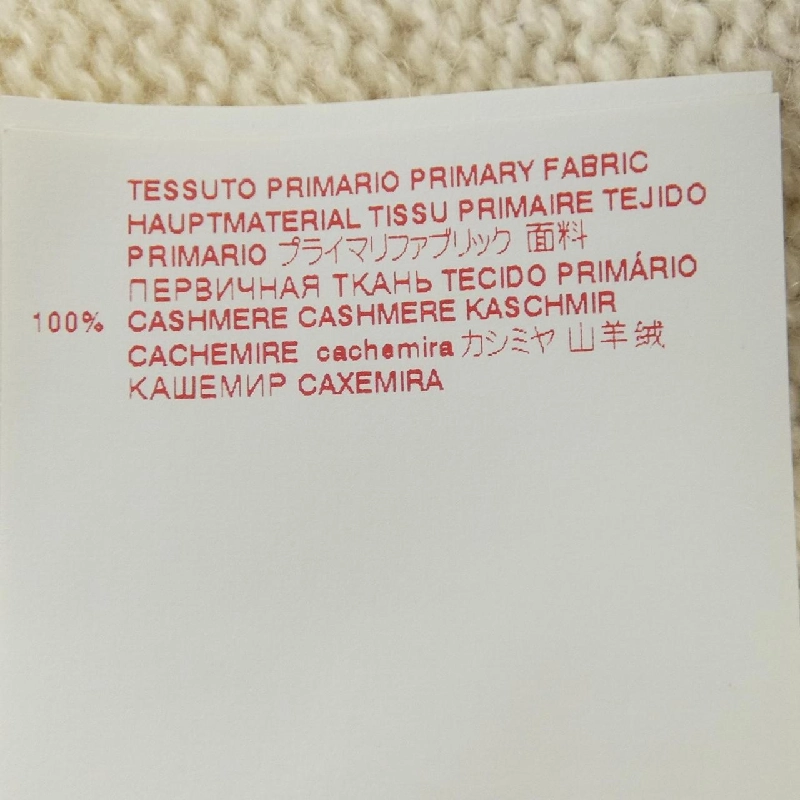 TESSUTO PRIMARIO PRIMARY FABRIC
HAUPTMATERIAL TISSU PRIMAIRE TEJIDO
PRIMARIO プライマリファブリック 面料
ПЕРВИЧНАЯ ТКАНЬ TECIDO PRIMÁRIO
100% CASHMERE CASHMERE KASCHMIR
CACHEMIRE cachemira カシミヤ 山羊绒
КАШЕМИР CAXEMIRA